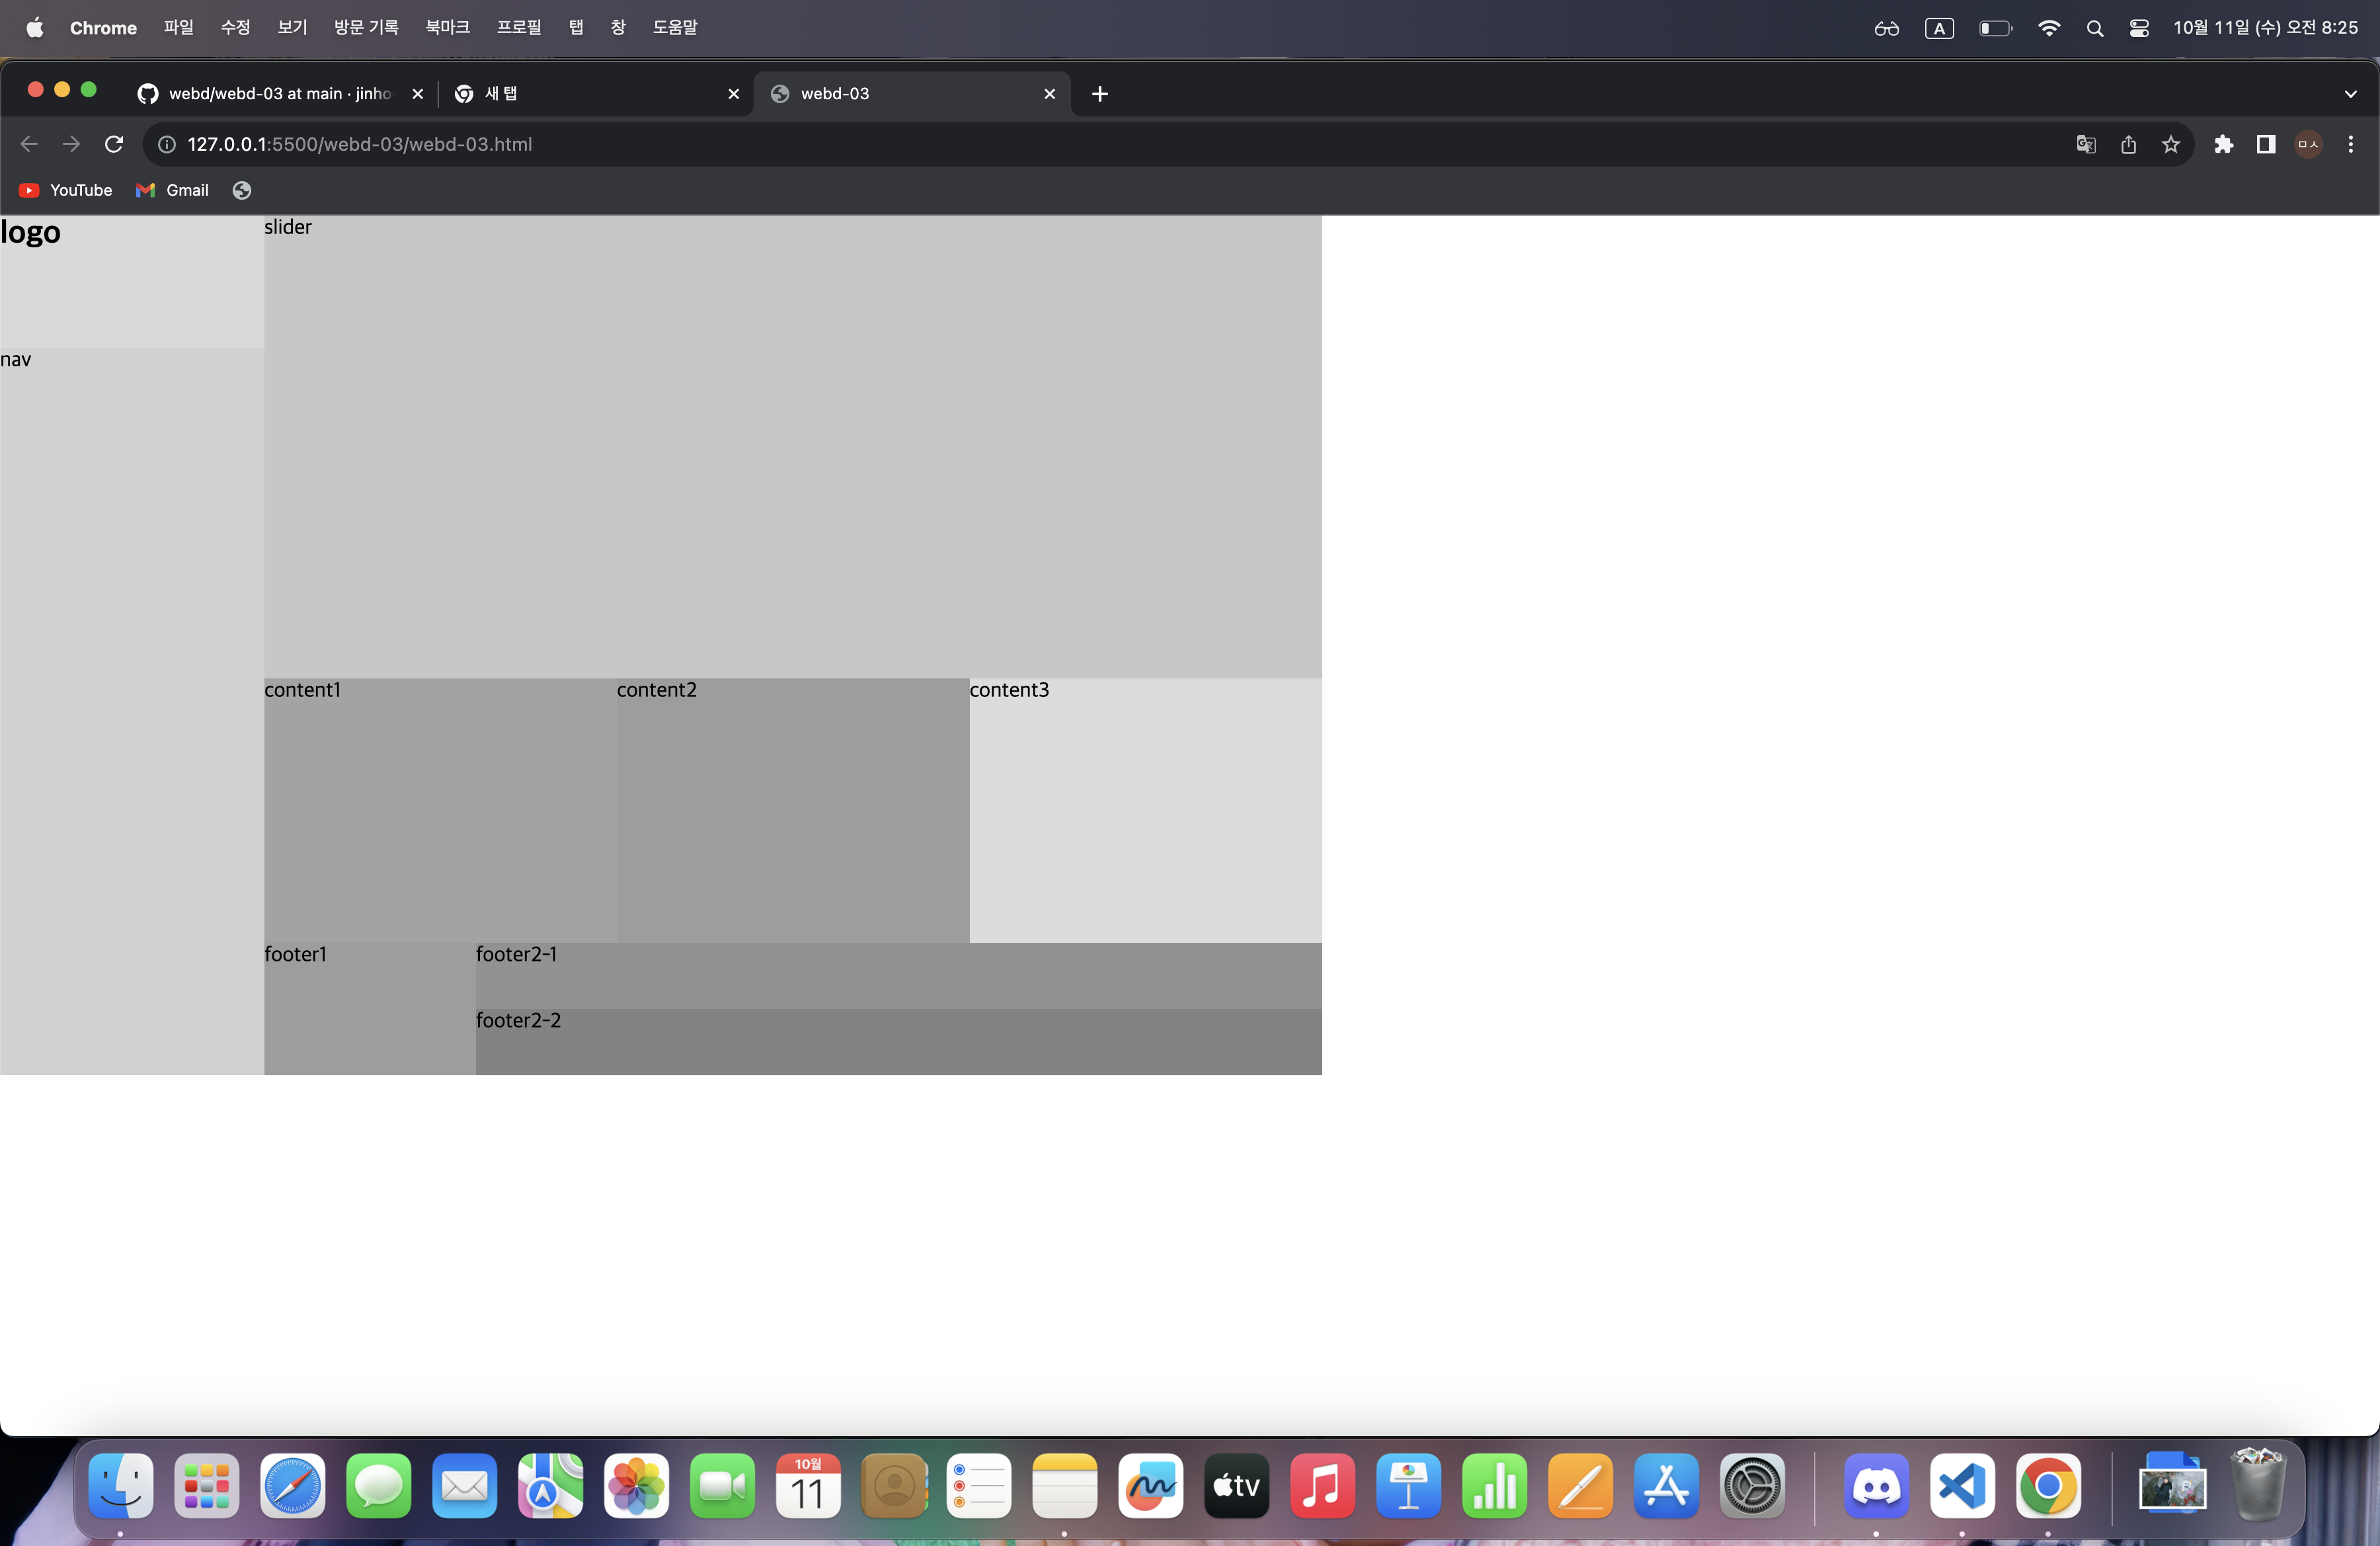 Chrome 파일 수정 보기 방문 기록 북마크 프로필 탭 창 도움말 A 10월 11일 (수) 오전 8:25
webd/webd-03 at main · jinho- 새 탭 webd-03
127.0.0.1:5500/webd-03/webd-03.html ㅁㅅ
YouTube Gmail
logo slider
nav
content1 content2 content3
footer1 footer2-1
footer2-2
10월
11
tv